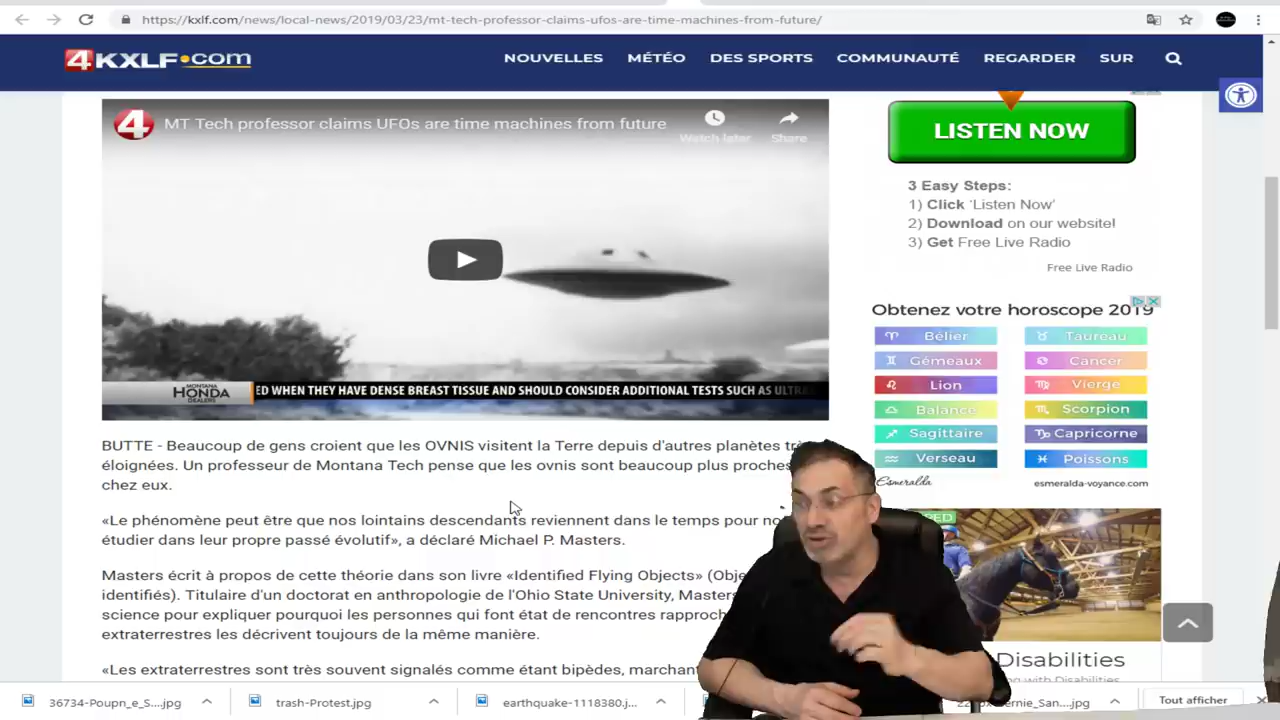 https://kxlf.com/news/local-news/2019/03/23/mt-tech-professor-claims-ufos-are-time-machines-from-future/
4KXLF.com
NOUVELLES MÉTÉO DES SPORTS COMMUNAUTÉ REGARDER SUR
4 MT Tech professor claims UFOs are time machines from future
Watch later Share
MONTANA
HONDA
DEALERS
ED WHEN THEY HAVE DENSE BREAST TISSUE AND SHOULD CONSIDER ADDITIONAL TESTS SUCH AS ULTRA
BUTTE - Beaucoup de gens croient que les OVNIS visitent la Terre depuis d'autres planètes
éloignées. Un professeur de Montana Tech pense que les ovnis sont beaucoup plus proches
chez eux.
«Le phénomène peut être que nos lointains descendants reviennent dans le temps pour
étudier dans leur propre passé évolutif», a déclaré Michael P. Masters.
Masters écrit à propos de cette théorie dans son livre «Identified Flying Objects»
identifiés). Titulaire d'un doctorat en anthropologie de l'Ohio State University, Masters
science pour expliquer pourquoi les personnes qui font état de rencontres
extraterrestres les décrivent toujours de la même manière.
«Les extraterrestres sont très souvent signalés comme étant bipèdes,
LISTEN NOW
3 Easy Steps:
1) Click 'Listen Now'
2) Download on our website!
3) Get Free Live Radio
Free Live Radio
Obtenez votre horoscope 2019
Bélier Taureau
Gémeaux Cancer
Lion Vierge
Balance Scorpion
Sagittaire Capricorne
Verseau Poissons
Esmeralda esmeralda-voyance.com
Disabilities
36734-Poupn_e_S....jpg trash-Protest.jpg earthquake-1118380.j... Tout afficher